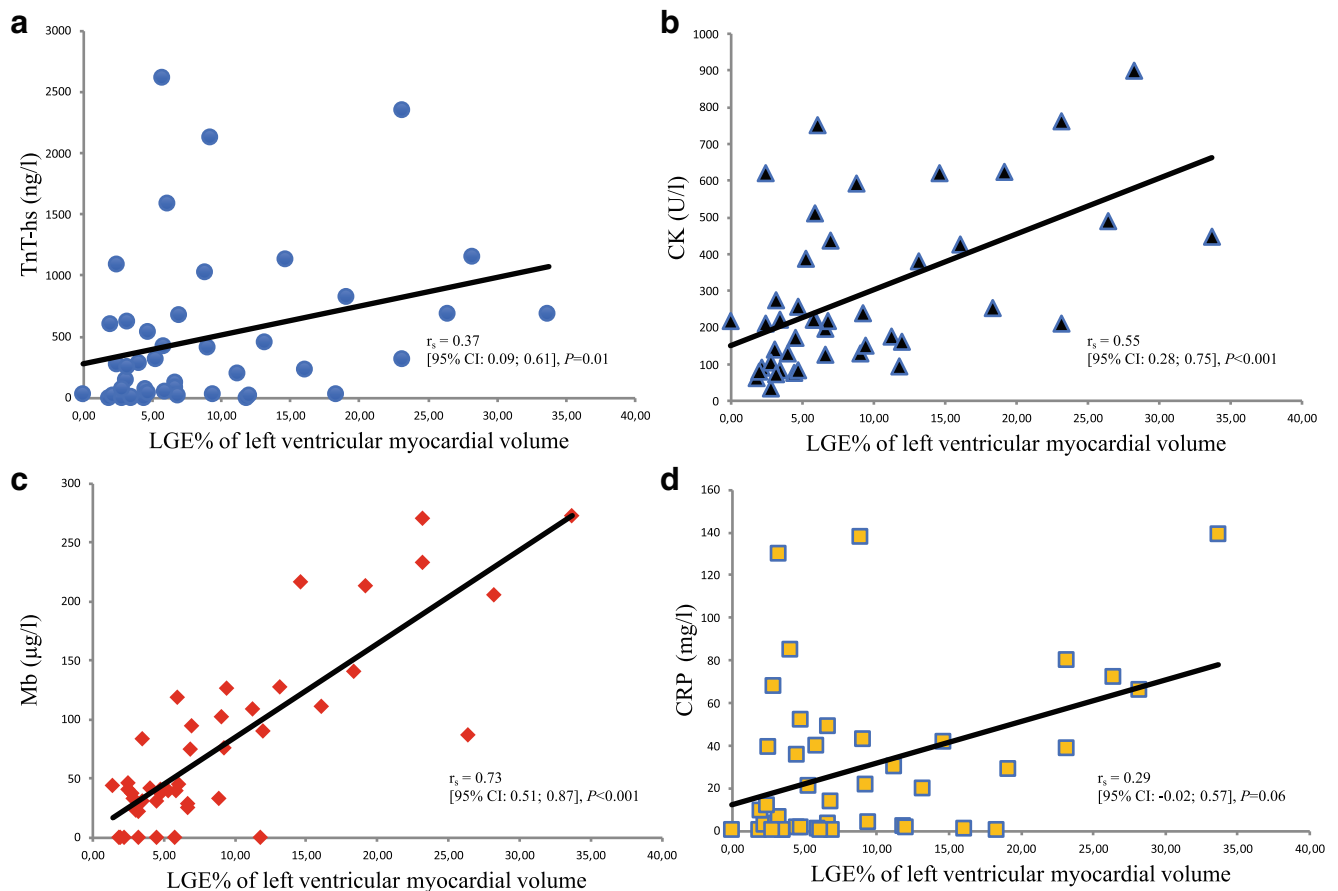 a
3000
2500
2000
1500
1000
500
0
TnT-hs (ng/l)
0,00 5,00 10,00 15,00 20,00 25,00 30,00 35,00 40,00
LGE% of left ventricular myocardial volume
rs = 0.37
[95% CI: 0.09; 0.61], P=0.01
b
1000
900
800
700
600
500
400
300
200
100
0
CK (U/l)
0,00 5,00 10,00 15,00 20,00 25,00 30,00 35,00 40,00
LGE% of left ventricular myocardial volume
rs = 0.55
[95% CI: 0.28; 0.75], P<0.001
c
300
250
200
150
100
50
0
Mb (µg/l)
0,00 5,00 10,00 15,00 20,00 25,00 30,00 35,00 40,00
LGE% of left ventricular myocardial volume
rs = 0.73
[95% CI: 0.51; 0.87], P<0.001
d
160
140
120
100
80
60
40
20
0
CRP (mg/l)
0,00 5,00 10,00 15,00 20,00 25,00 30,00 35,00 40,00
LGE% of left ventricular myocardial volume
rs = 0.29
[95% CI: -0.02; 0.57], P=0.06